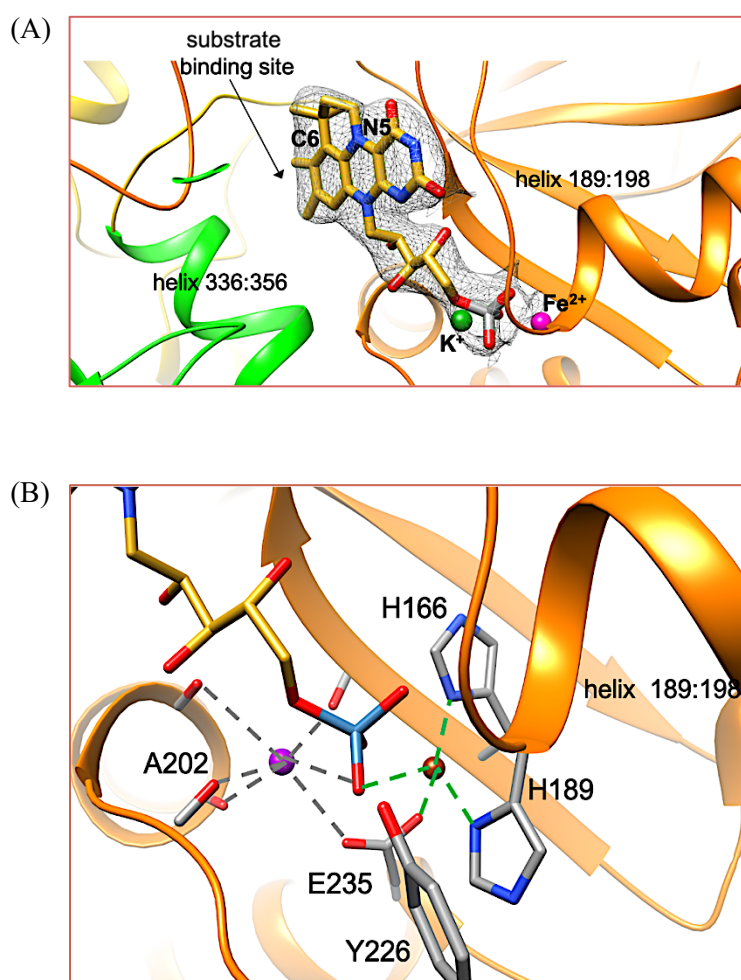 (A)
substrate
binding site
C6
N5
helix 189:198
helix 336:356
Fe²⁺
K⁺
(B)
H166
helix 189:198
A202
H189
E235
Y226